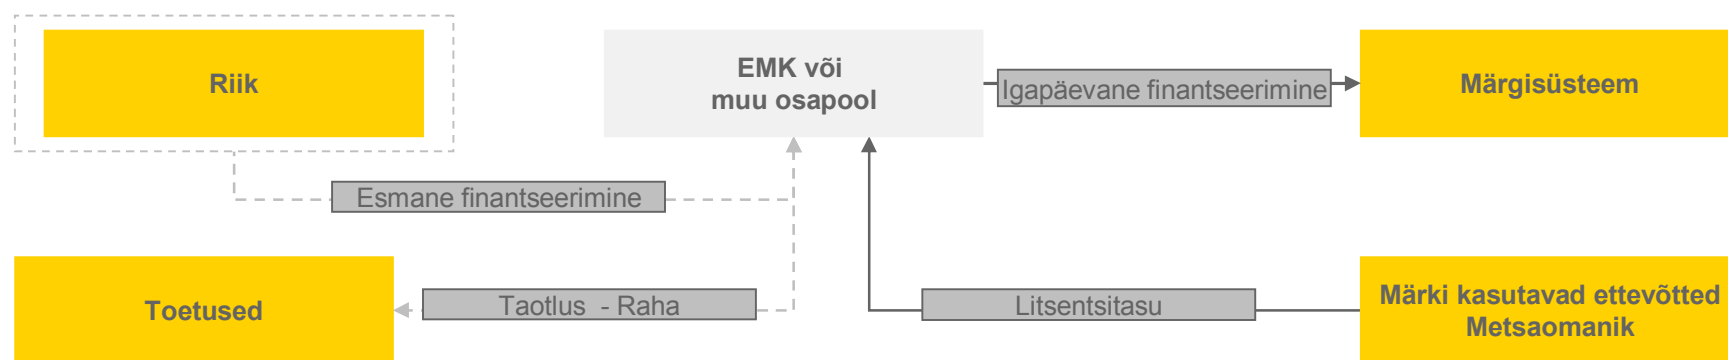 Riik
EMK või
muu osapool
Igapäevane finantseerimine
Märgisüsteem
Esmane finantseerimine
Toetused
Taotlus - Raha
Litsentsitasu
Märki kasutavad ettevõtted
Metsaomanik